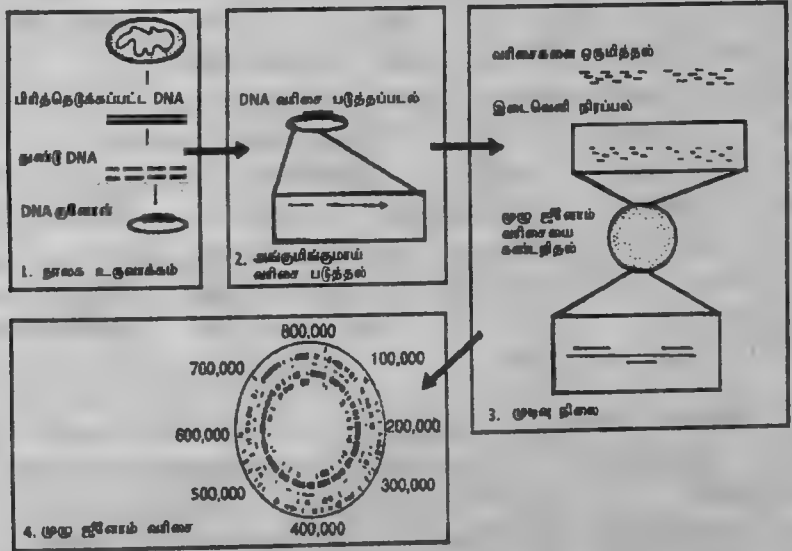 பிரித்தெடுக்கப்பட்ட DNA
துண்டு DNA
DNA குளோன்
1. நூலக உருவாக்கம்
DNA வரிசை படுத்தப்படல்
2. அங்குமிங்குமாய்
வரிசை படுத்தல்
வரிசைகளை ஒருமித்தல்
இடைவெளி நிரப்பல்
முழு ஜீனோம்
வரிசையை
கண்டறிதல்
3. முடிவு நிலை
800,000
700,000
100,000
600,000
200,000
500,000
300,000
400,000
4. முழு ஜீனோம் வரிசை